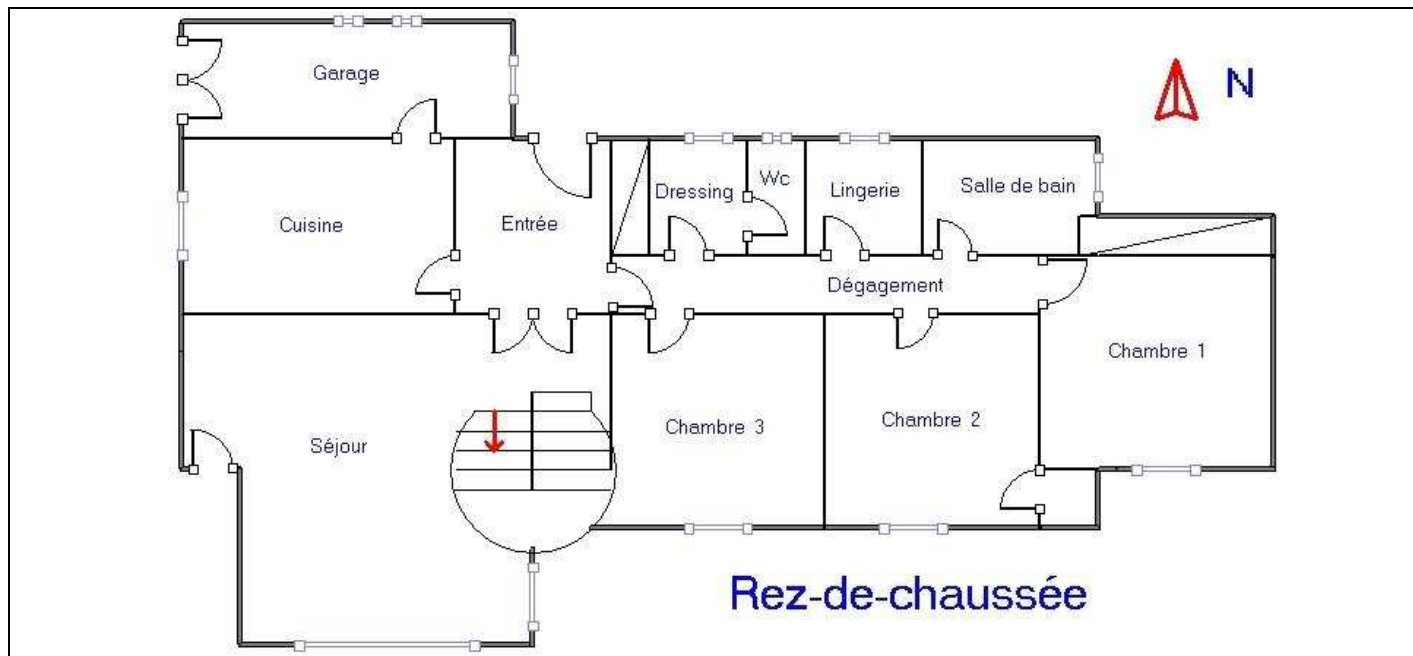 Garage
N
Cuisine
Entrée
Dressing
Wc
Lingerie
Salle de bain
Dégagement
Chambre 1
Séjour
Chambre 3
Chambre 2
Rez-de-chaussée